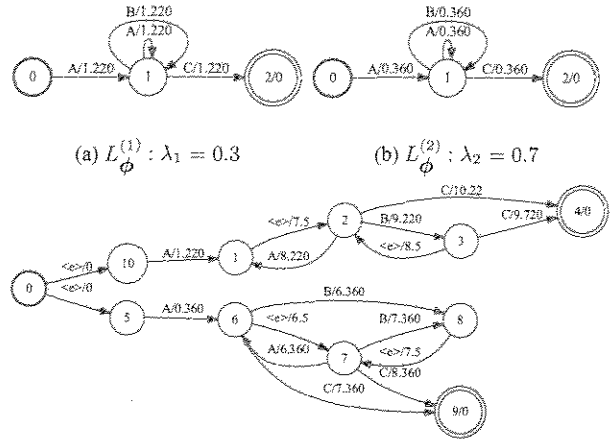 B/1.220 B/0.360
A/1.220 A/0.360
0 A/1.220 1 C/1.220 2/0 0 A/0.360 1 C/0.360 2/0
(a) L_ϕ^(1) : λ₁ = 0.3 (b) L_ϕ^(2) : λ₂ = 0.7
C/10.22
<e>/7.5 2 B/9.220 C/9.720 4/0
<e>/0 10 A/1.220 1 A/8.220 <e>/8.5 3
0 <e>/0
5 A/0.360 6 B/6.360 8
<e>/6.5 B/7.360
A/6.360 7 <e>/7.5
C/8.360
C/7.360
9/0